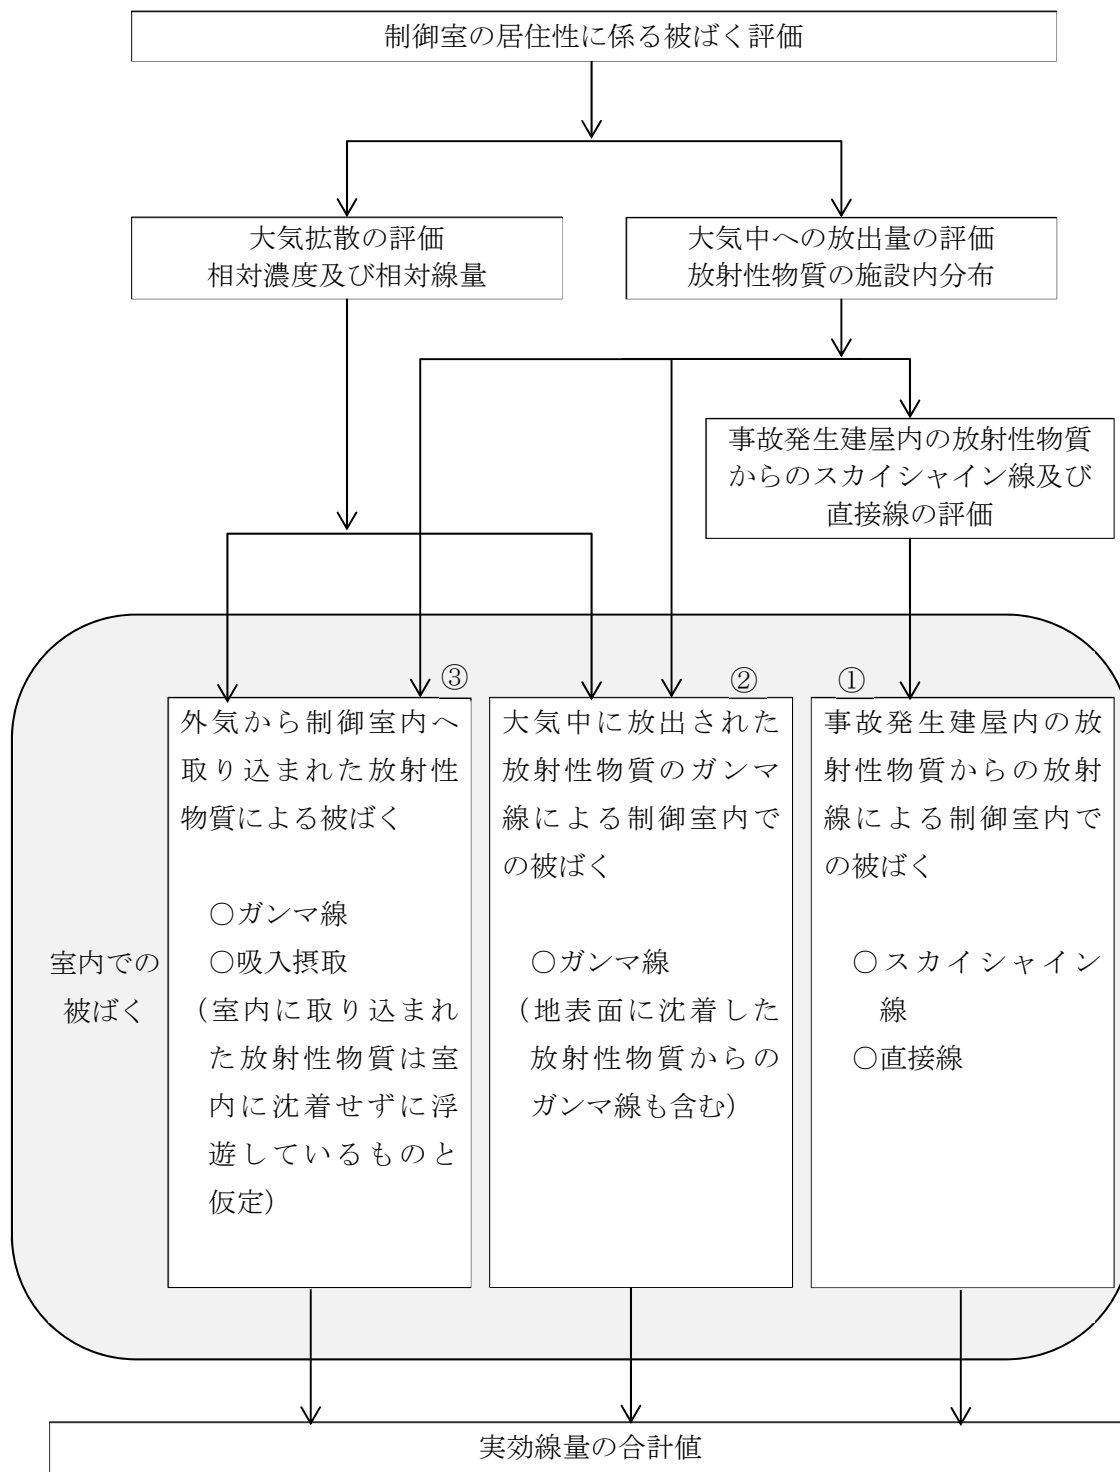 制御室の居住性に係る被ばく評価
大気拡散の評価
相対濃度及び相対線量
大気中への放出量の評価
放射性物質の施設内分布
事故発生建屋内の放射性物質
からのスカイシャイン線及び
直接線の評価
室内での
被ばく
③
外気から制御室内へ
取り込まれた放射性
物質による被ばく
○ガンマ線
○吸入摂取
（室内に取り込まれ
た放射性物質は室
内に沈着せずに浮
遊しているものと
仮定）
②
大気中に放出された
放射性物質のガンマ
線による制御室内で
の被ばく
○ガンマ線
（地表面に沈着した
放射性物質からの
ガンマ線も含む）
①
事故発生建屋内の放
射性物質からの放射
線による制御室内で
の被ばく
○スカイシャイン
線
○直接線
実効線量の合計値